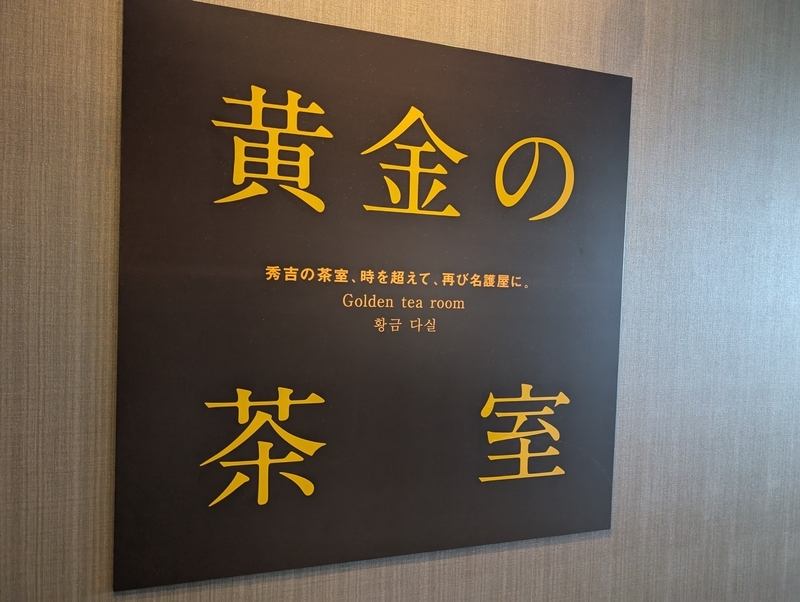 黄金の
秀吉の茶室、時を超えて、再び名護屋に。
Golden tea room
황금 다실
茶室